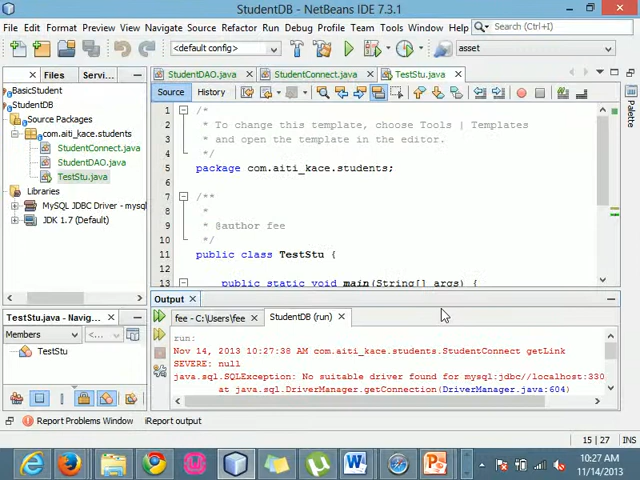 StudentDB - NetBeans IDE 7.3.1
File Edit View Navigate Source Refactor Run Debug Profile Team Tools Window Help
Search (Ctrl+I)
<default config>
asset
Files
Servi...
StudentDAO.java
StudentConnect.java
TestStu.java
Source
History
Palette
BasicStudent
StudentDB
Source Packages
com.aiti_kace.students
StudentConnect.java
StudentDAO.java
TestStu.java
Libraries
MySQL JDBC Driver - mysql
JDK 1.7 (Default)
1 /*
2 * To change this template, choose Tools | Templates
3 * and open the template in the editor.
4 */
5 package com.aiti_kace.students;
6
7 /**
8 *
9 * @author fee
10 */
11 public class TestStu {
12
13 public static void main(String[] args) {
TestStu.java - Navig...
Members
<...
TestStu
Output
fee - C:\Users\fee
StudentDB (run)
run:
Nov 14, 2013 10:27:38 AM com.aiti_kace.students.StudentConnect getLink
SEVERE: null
java.sql.SQLException: No suitable driver found for mysql:jdbc//localhost:330
at java.sql.DriverManager.getConnection(DriverManager.java:604)
Report Problems Window
Report output
15 | 27
INS
10:27 AM
11/14/2013